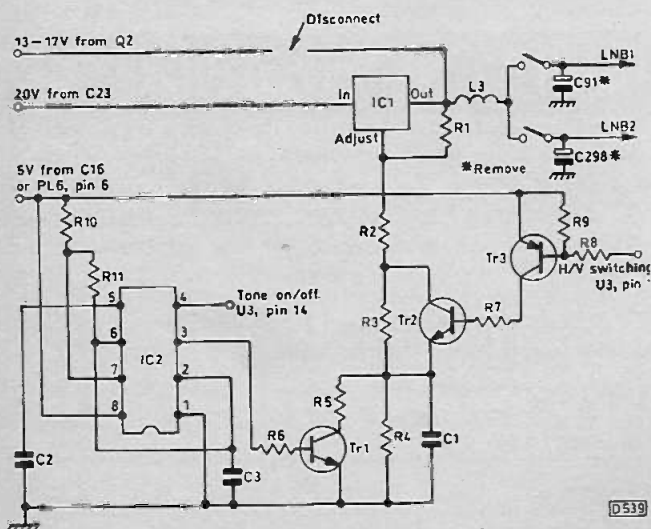 Disconnect
13–17V from Q2
LNB1
C91*
20V from C23
In
IC1
Out
L3
Adjust
R1
LNB2
C298*
*Remove
5V from C16
or PL6, pin 6
R10
R9
R2
R8
Tr3
H/V switching
U3, pin
R11
5
4
Tone on/off
U3, pin 14
R7
R3
Tr2
6
3
IC2
7
2
R5
8
1
R6
R4
C1
Tr1
C2
C3
D539